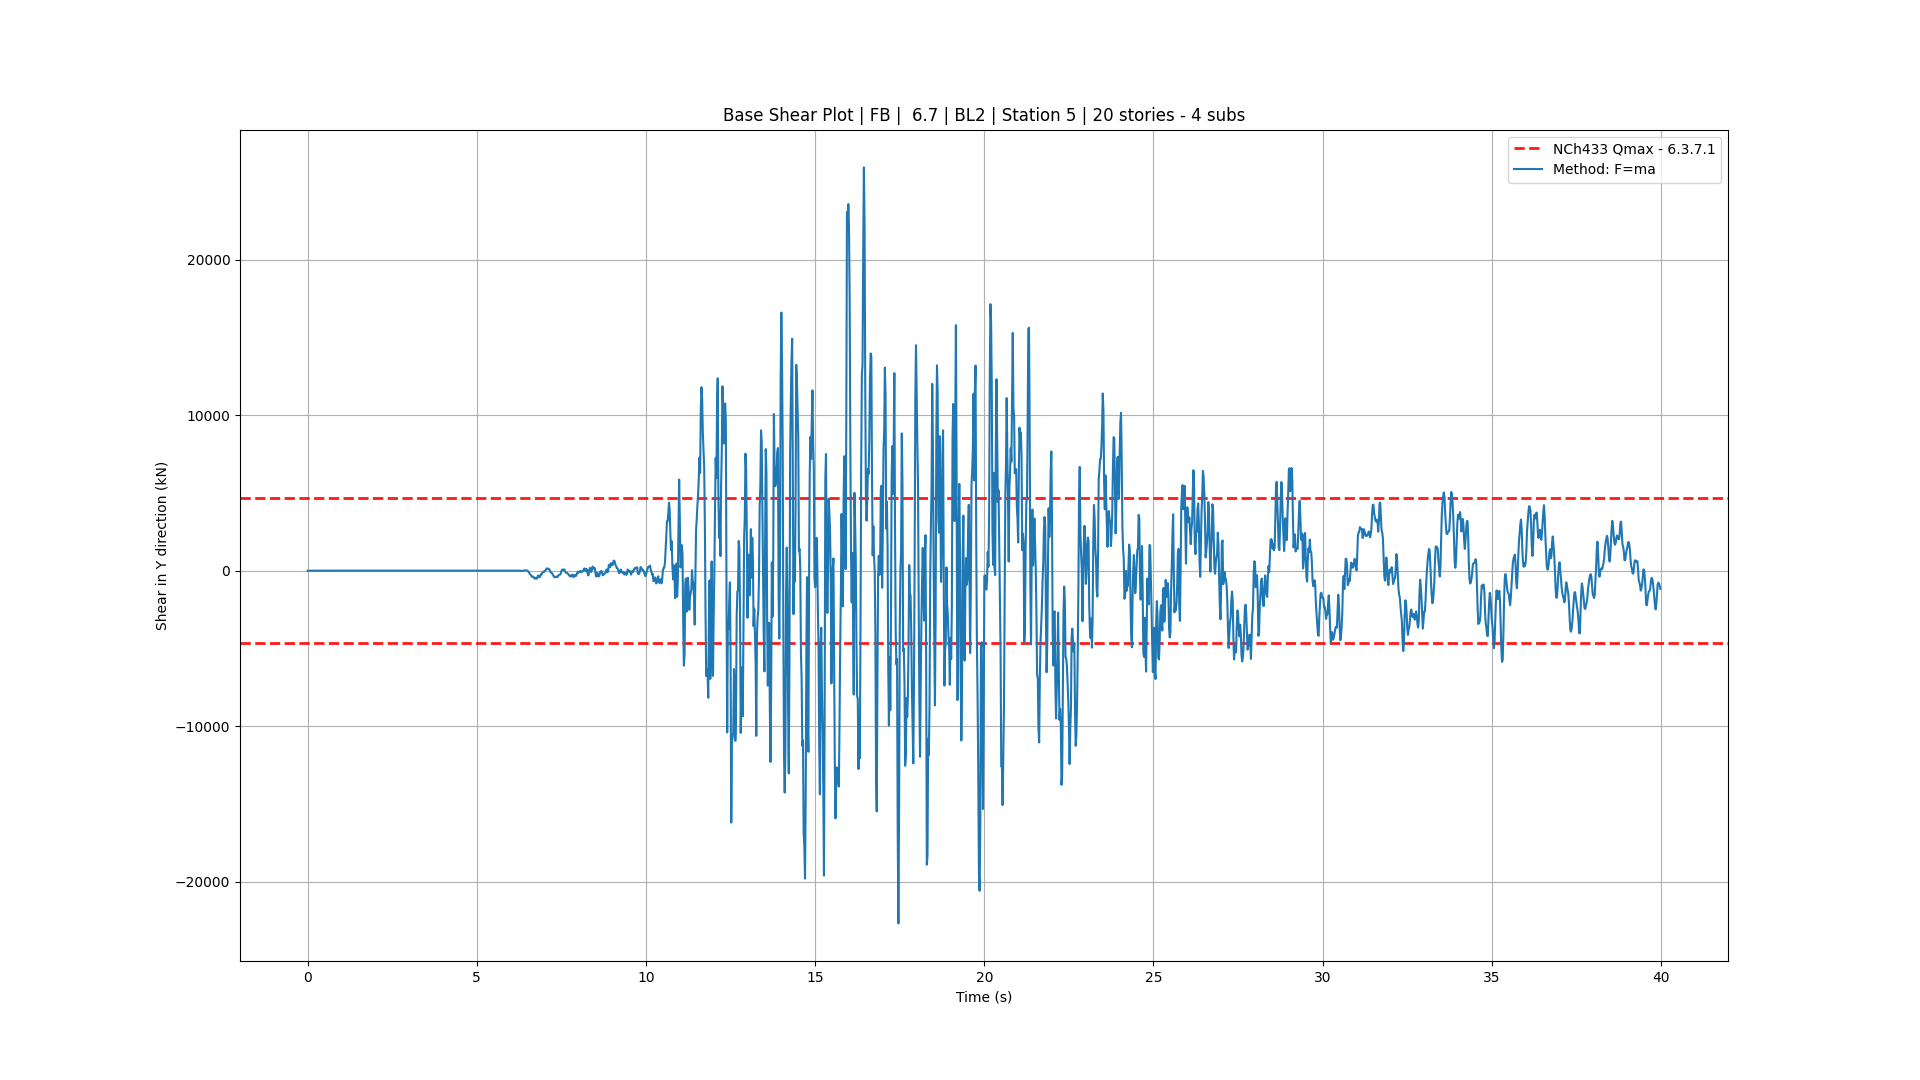 Base Shear Plot | FB |  6.7 | BL2 | Station 5 | 20 stories - 4 subs
NCh433 Qmax - 6.3.7.1
Method: F=ma
Shear in Y direction (kN)
20000
10000
0
−10000
−20000
0 5 10 15 20 25 30 35 40
Time (s)